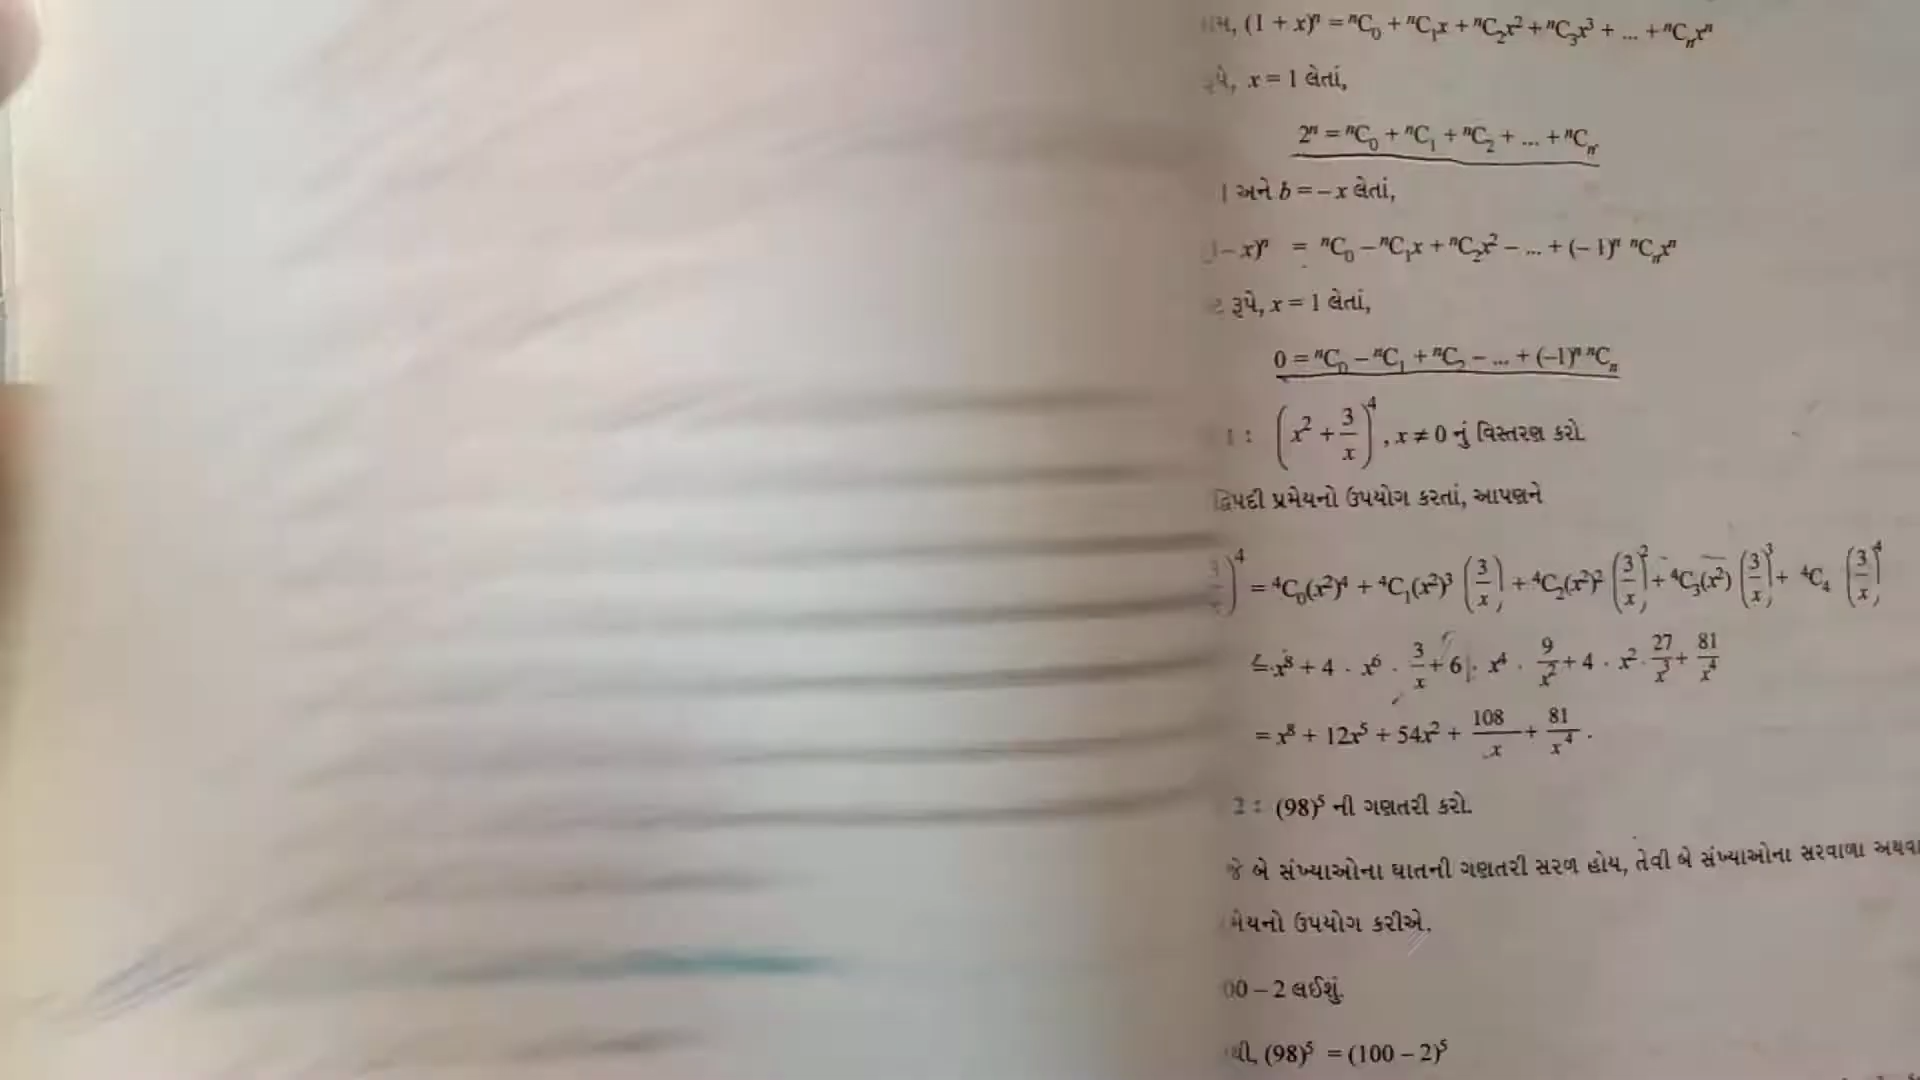 (1 + x)ⁿ = ⁿC₀ + ⁿC₁x + ⁿC₂x² + ⁿC₃x³ + ... + ⁿCₙxⁿ
x = 1 લેતાં,
2ⁿ = ⁿC₀ + ⁿC₁ + ⁿC₂ + ... + ⁿCₙ
અને b = – x લેતાં,
– x)ⁿ = ⁿC₀ – ⁿC₁x + ⁿC₂x² – ... + (– 1)ⁿ ⁿCₙxⁿ
રૂપે, x = 1 લેતાં,
0 = ⁿC₀ – ⁿC₁ + ⁿC₂ – ... + (–1)ⁿ ⁿCₙ
1 : (x² + 3/x)⁴, x ≠ 0 નું વિસ્તરણ કરો.
દ્વિપદી પ્રમેયનો ઉપયોગ કરતાં, આપણને
)⁴ = ⁴C₀(x²)⁴ + ⁴C₁(x²)³ (3/x) + ⁴C₂(x²)² (3/x)² + ⁴C₃(x²) (3/x)³ + ⁴C₄ (3/x)⁴
= x⁸ + 4 . x⁶ . 3/x + 6 . x⁴ . 9/x² + 4 . x² . 27/x³ + 81/x⁴
= x⁸ + 12x⁵ + 54x² + 108/x + 81/x⁴ .
2 : (98)⁵ ની ગણતરી કરો.
જે બે સંખ્યાઓના ઘાતની ગણતરી સરળ હોય, તેવી બે સંખ્યાઓના સરવાળા અથવા
મેયનો ઉપયોગ કરીએ.
00 – 2 લઈશું.
(98)⁵ = (100 – 2)⁵